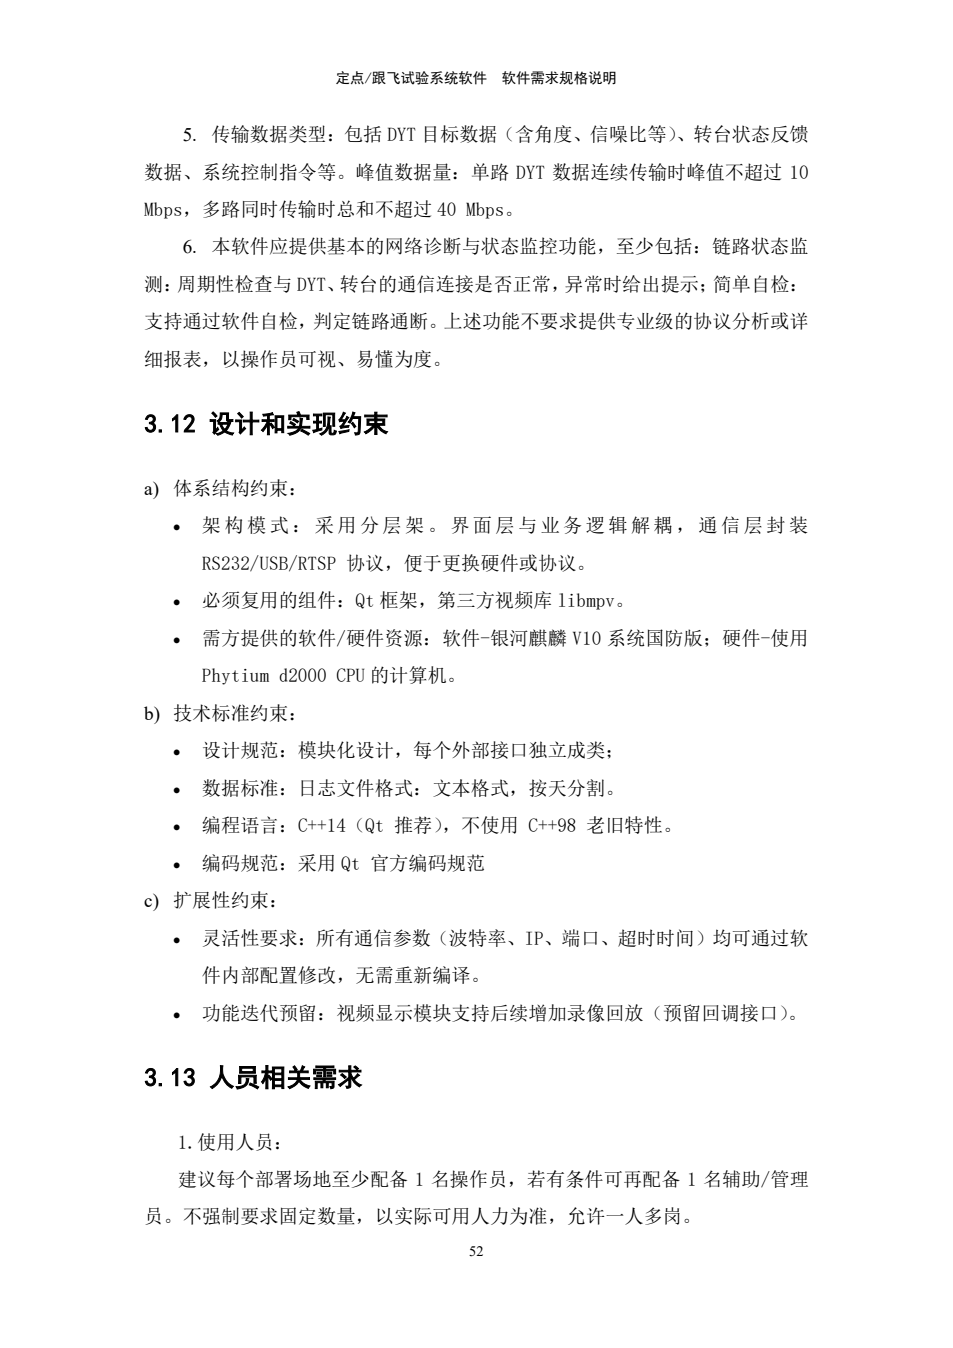 定点/跟飞试验系统软件　软件需求规格说明
5. 传输数据类型：包括 DYT 目标数据（含角度、信噪比等）、转台状态反馈
数据、系统控制指令等。峰值数据量：单路 DYT 数据连续传输时峰值不超过 10
Mbps，多路同时传输时总和不超过 40 Mbps。
6. 本软件应提供基本的网络诊断与状态监控功能，至少包括：链路状态监
测：周期性检查与 DYT、转台的通信连接是否正常，异常时给出提示；简单自检：
支持通过软件自检，判定链路通断。上述功能不要求提供专业级的协议分析或详
细报表，以操作员可视、易懂为度。
3.12 设计和实现约束
a) 体系结构约束：
• 架构模式：采用分层架。界面层与业务逻辑解耦，通信层封装
RS232/USB/RTSP 协议，便于更换硬件或协议。
• 必须复用的组件：Qt 框架，第三方视频库 libmpv。
• 需方提供的软件/硬件资源：软件-银河麒麟 V10 系统国防版；硬件-使用
Phytium d2000 CPU 的计算机。
b) 技术标准约束：
• 设计规范：模块化设计，每个外部接口独立成类；
• 数据标准：日志文件格式：文本格式，按天分割。
• 编程语言：C++14（Qt 推荐），不使用 C++98 老旧特性。
• 编码规范：采用 Qt 官方编码规范
c) 扩展性约束：
• 灵活性要求：所有通信参数（波特率、IP、端口、超时时间）均可通过软
件内部配置修改，无需重新编译。
• 功能迭代预留：视频显示模块支持后续增加录像回放（预留回调接口）。
3.13 人员相关需求
1.使用人员：
建议每个部署场地至少配备 1 名操作员，若有条件可再配备 1 名辅助/管理
员。不强制要求固定数量，以实际可用人力为准，允许一人多岗。
52